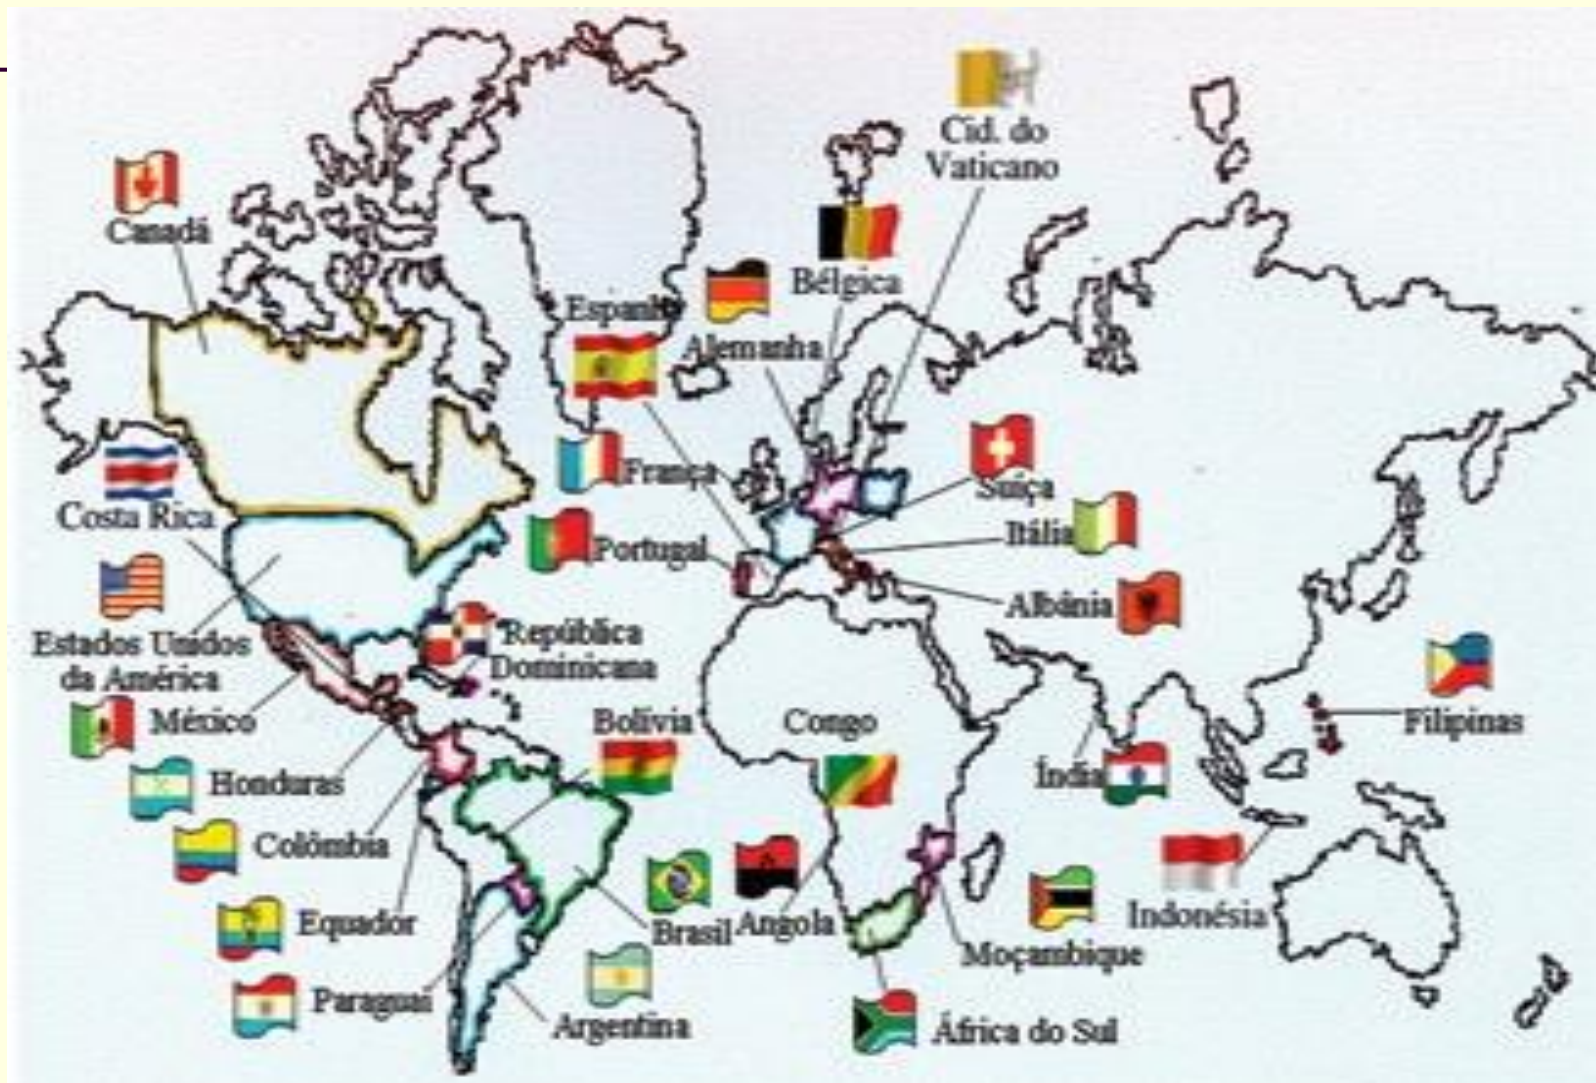 Cid. do
Vaticano
Canadá
Bélgica
Espanh
Alemanha
França
Suíça
Costa Rica
Itália
Portugal
Albânia
Estados Unidos
da América
República
Dominicana
México
Bolívia
Congo
Filipinas
Honduras
Índia
Colômbia
Equador
Brasil
Angola
Indonésia
Moçambique
Paraguai
Argentina
África do Sul